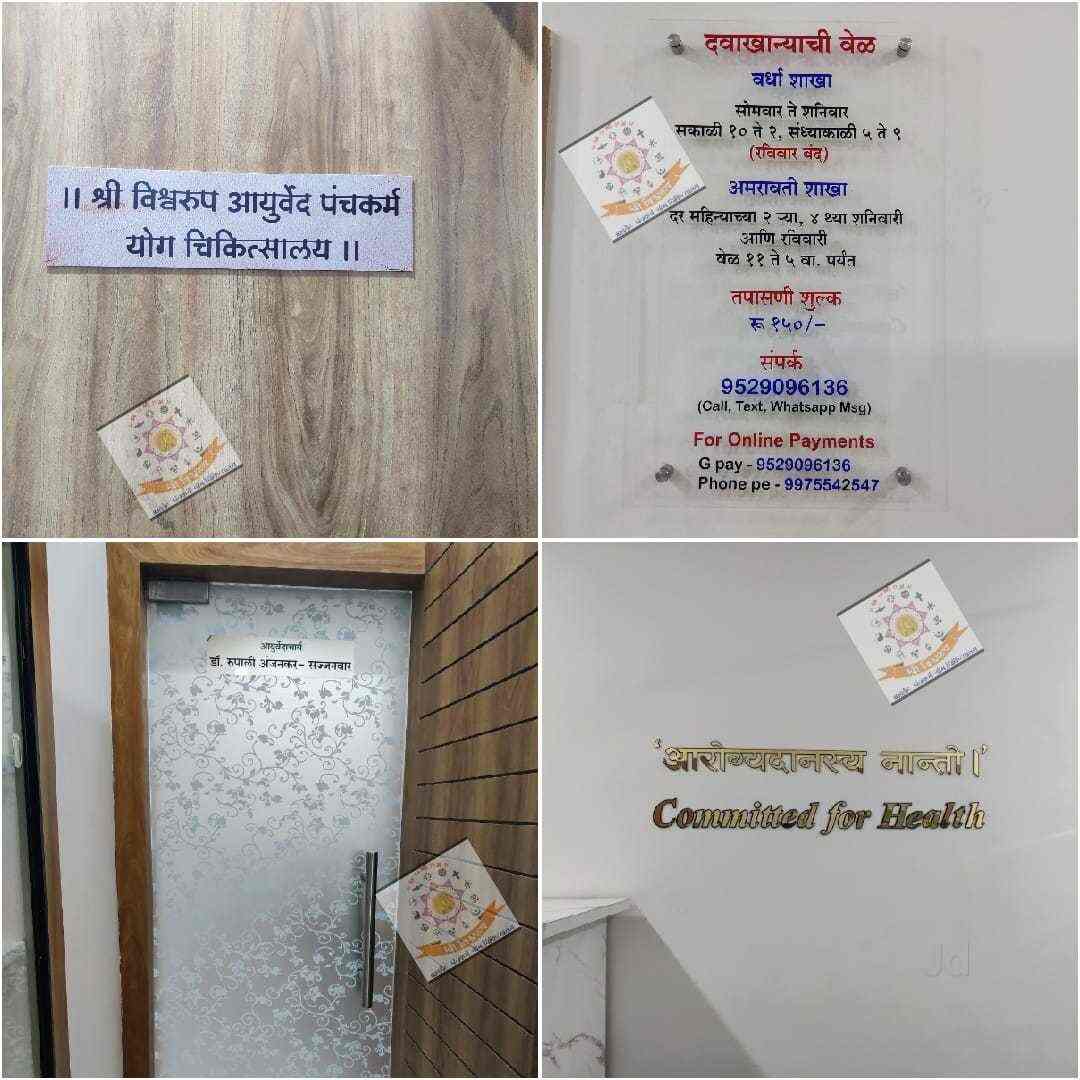 ॥ श्री विश्वरुप आयुर्वेद पंचकर्म
योग चिकित्सालय ॥
दवाखान्याची वेळ
वर्धा शाखा
सोमवार ते शनिवार
सकाळी १० ते २, संध्याकाळी ५ ते ९
(रविवार बंद)
अमरावती शाखा
दर महिन्याच्या २ ऱ्या, ४ थ्या शनिवारी
आणि रविवारी
वेळ ११ ते ५ वा. पर्यंत
तपासणी शुल्क
रू १५०/-
संपर्क
9529096136
(Call, Text, Whatsapp Msg)
For Online Payments
G pay - 9529096136
Phone pe - 9975542547
आयुर्वेदाचार्य
डॉ. रुपाली अंजनकर- सज्जनवार
'आरोग्यदानस्य नान्तो।'
Committed for Health
Jd